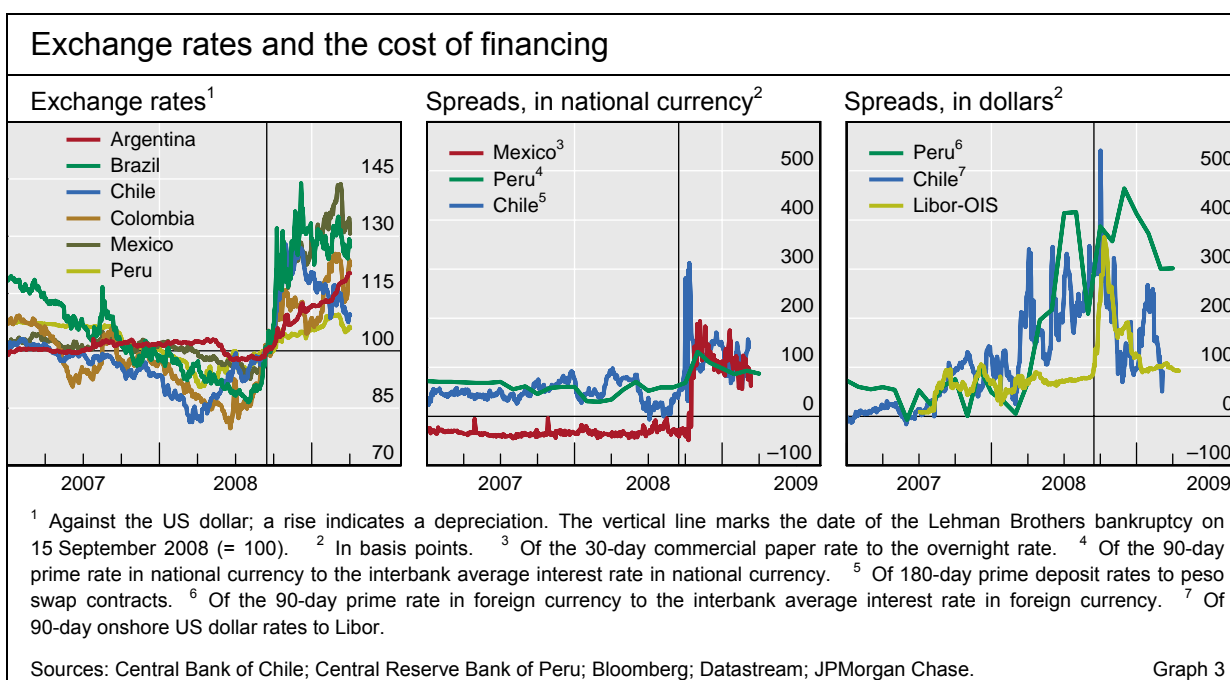 Exchange rates and the cost of financing
Exchange rates1
Argentina
Brazil
Chile
Colombia
Mexico
Peru
145
130
115
100
85
70
2007
2008
Spreads, in national currency2
Mexico3
Peru4
Chile5
500
400
300
200
100
0
–100
2007
2008
2009
Spreads, in dollars2
Peru6
Chile7
Libor-OIS
500
400
300
200
100
0
–100
2007
2008
2009
1 Against the US dollar; a rise indicates a depreciation. The vertical line marks the date of the Lehman Brothers bankruptcy on
15 September 2008 (= 100). 2 In basis points. 3 Of the 30-day commercial paper rate to the overnight rate. 4 Of the 90-day
prime rate in national currency to the interbank average interest rate in national currency. 5 Of 180-day prime deposit rates to peso
swap contracts. 6 Of the 90-day prime rate in foreign currency to the interbank average interest rate in foreign currency. 7 Of
90-day onshore US dollar rates to Libor.
Sources: Central Bank of Chile; Central Reserve Bank of Peru; Bloomberg; Datastream; JPMorgan Chase. Graph 3